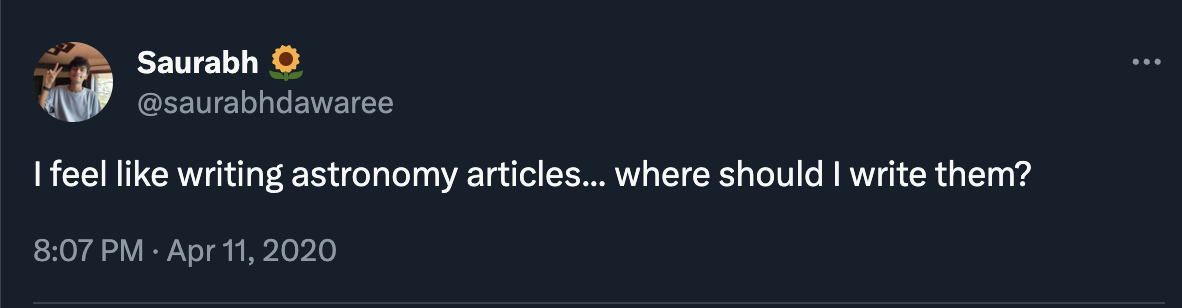 Saurabh 🌻
@saurabhdawaree
I feel like writing astronomy articles... where should I write them?
8:07 PM · Apr 11, 2020